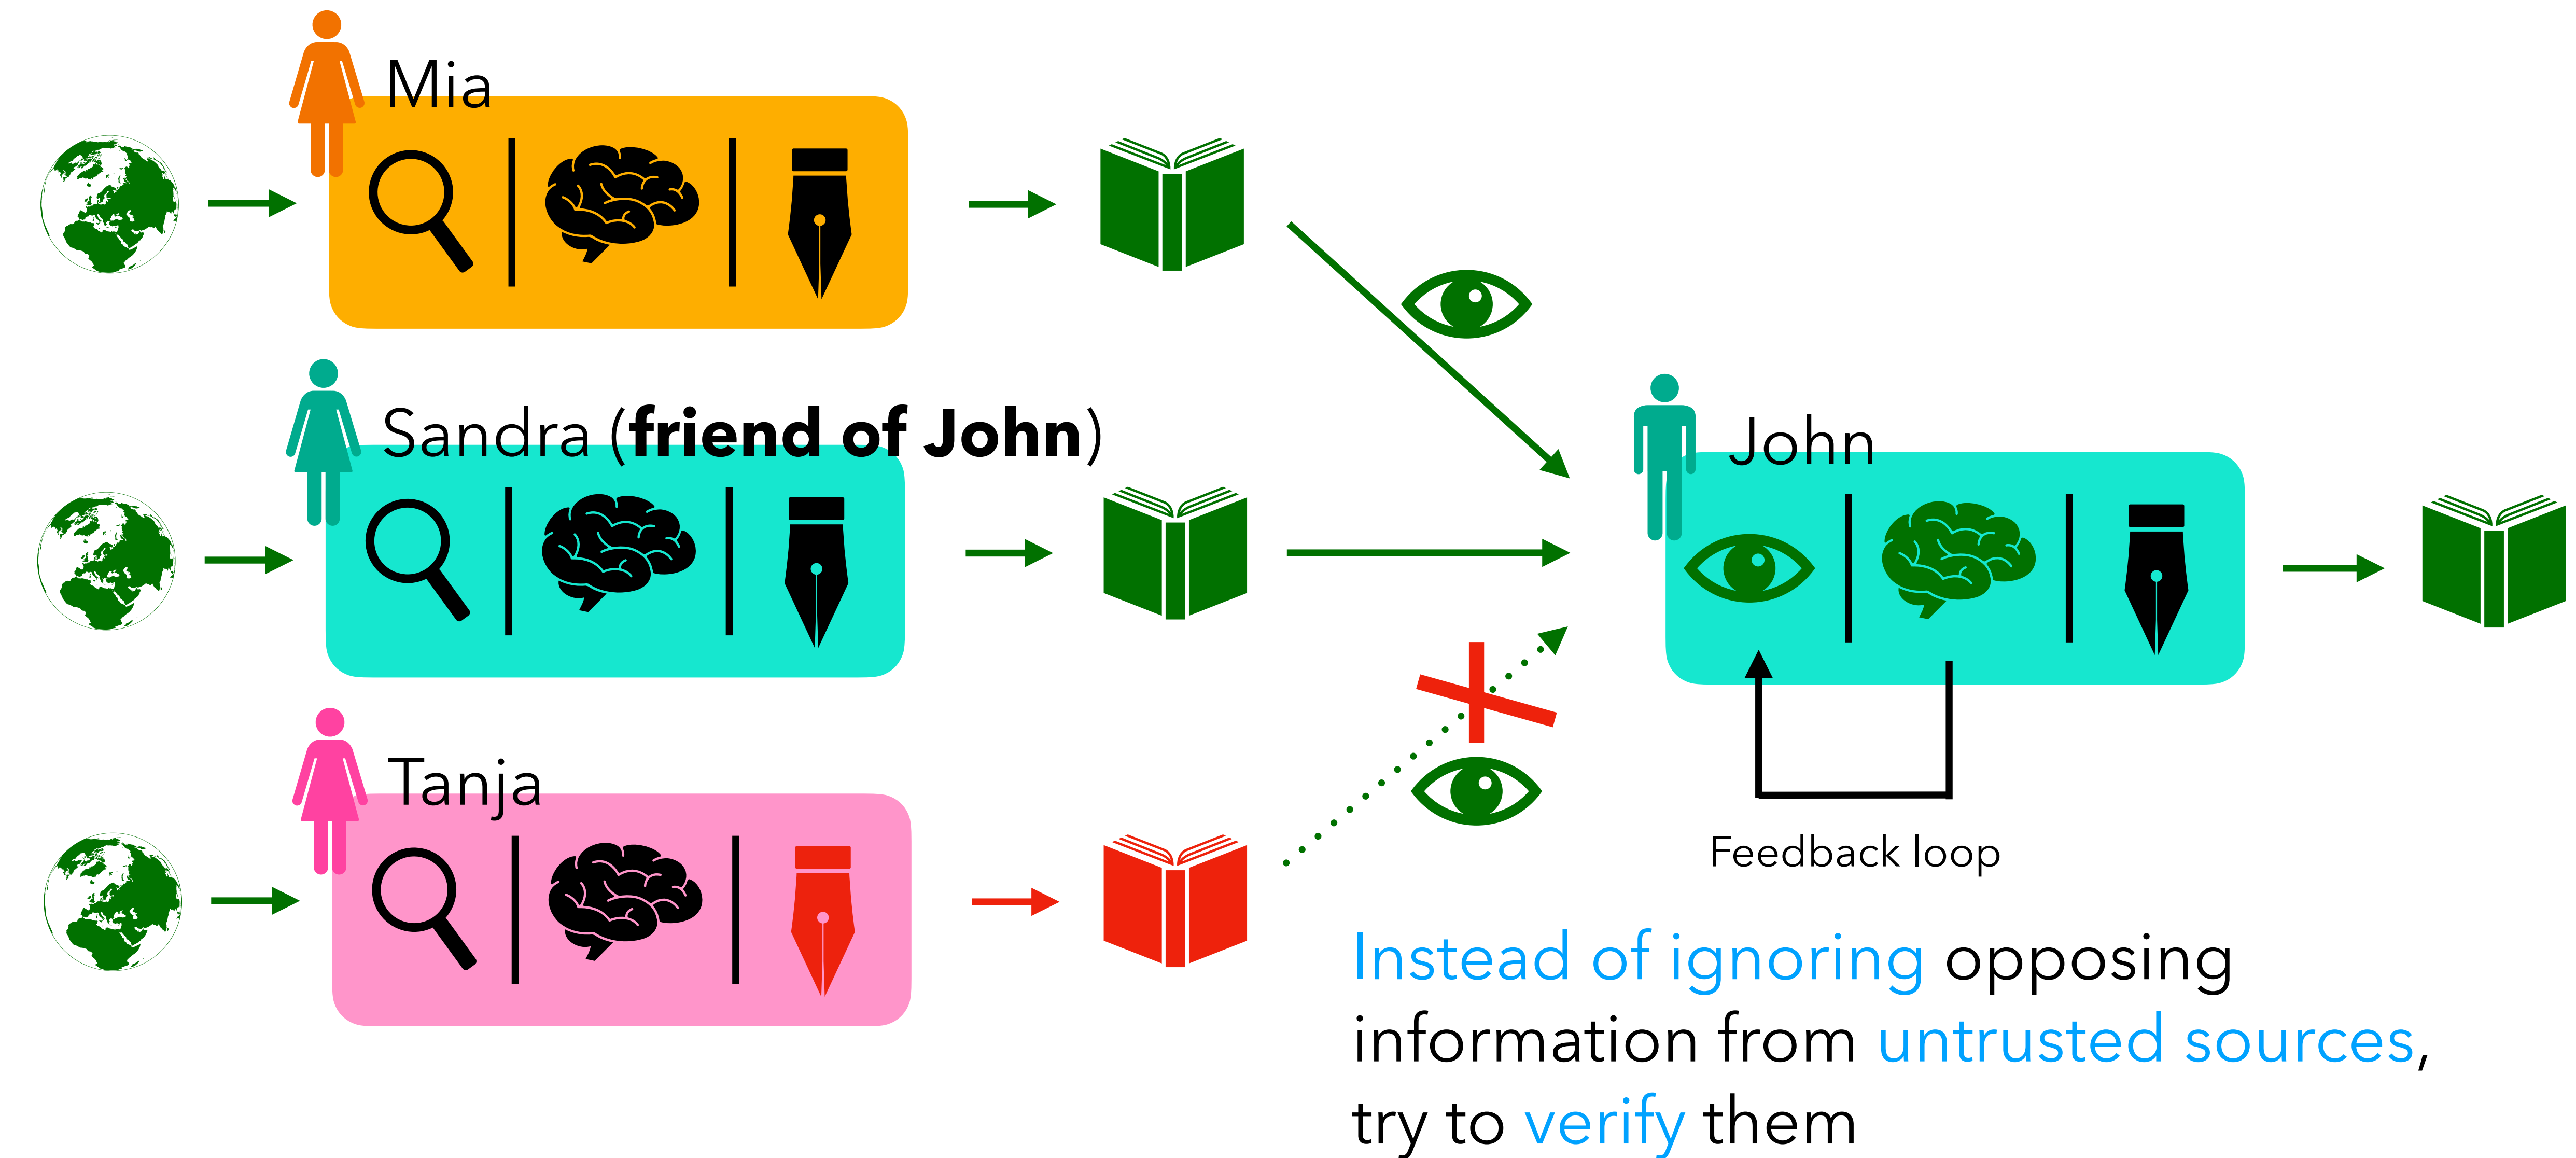 Mia
Sandra (friend of John)
John
Tanja
Feedback loop
Instead of ignoring opposing
information from untrusted sources,
try to verify them